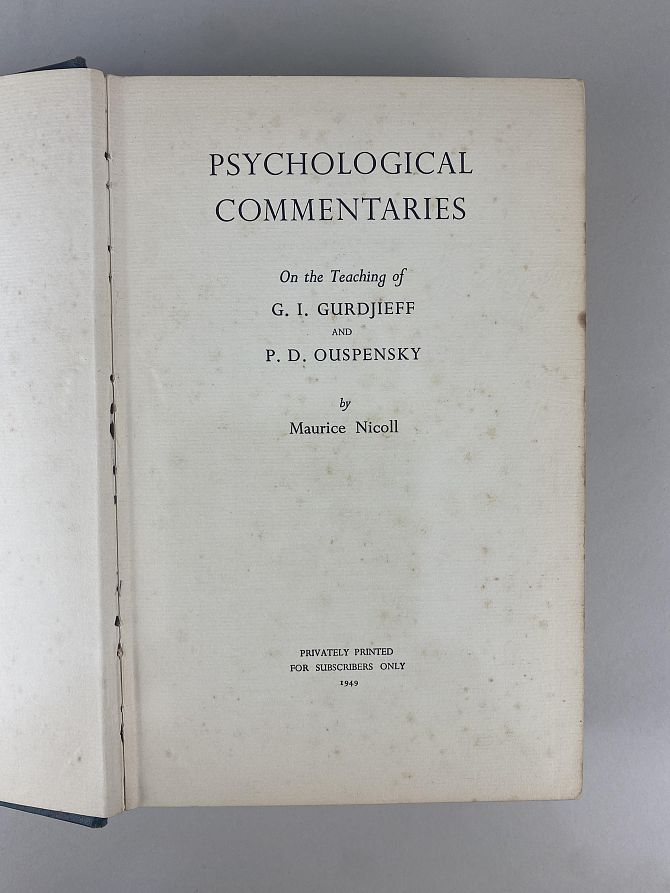 PSYCHOLOGICAL
COMMENTARIES
On the Teaching of
G. I. GURDJIEFF
AND
P. D. OUSPENSKY
by
Maurice Nicoll
PRIVATELY PRINTED
FOR SUBSCRIBERS ONLY
1949